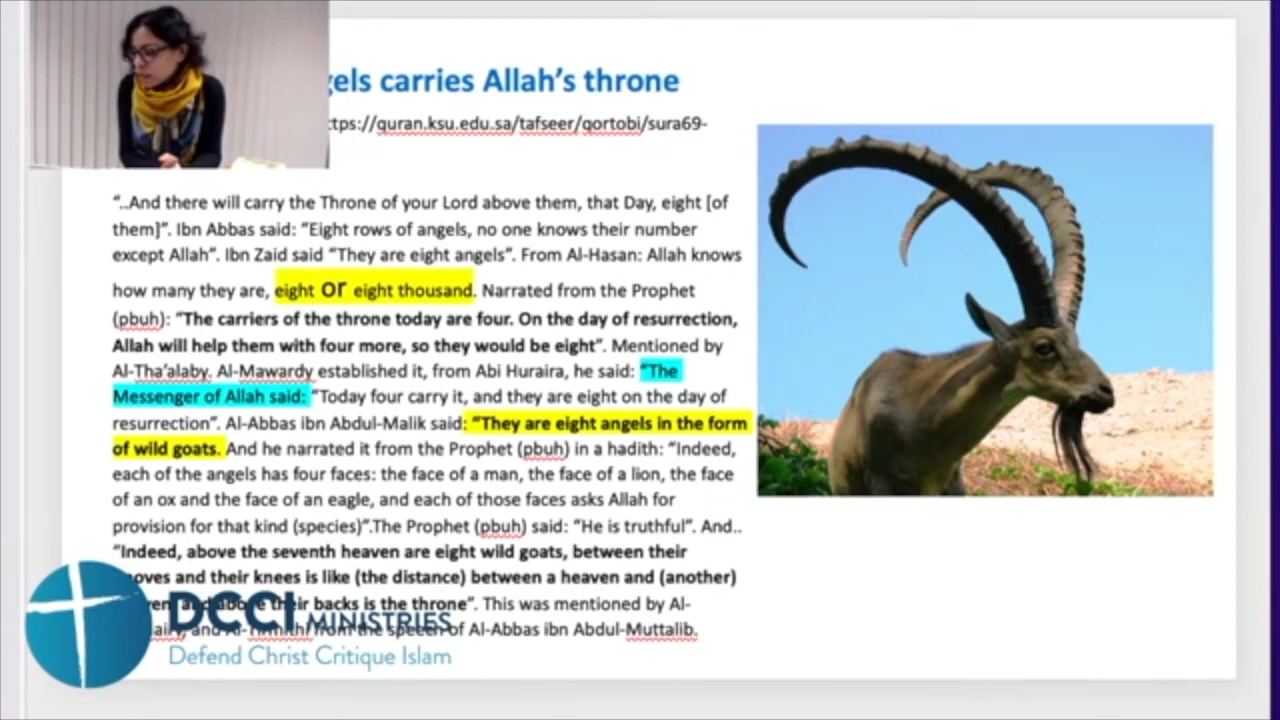 gels carries Allah’s throne
ttps://quran.ksu.edu.sa/tafseer/qortobi/sura69-
“..And there will carry the Throne of your Lord above them, that Day, eight [of
them]”. Ibn Abbas said: “Eight rows of angels, no one knows their number
except Allah”. Ibn Zaid said “They are eight angels”. From Al-Hasan: Allah knows
how many they are, eight or eight thousand. Narrated from the Prophet
(pbuh): “The carriers of the throne today are four. On the day of resurrection,
Allah will help them with four more, so they would be eight”. Mentioned by
Al-Tha’alaby. Al-Mawardy established it, from Abi Huraira, he said: “The
Messenger of Allah said: “Today four carry it, and they are eight on the day of
resurrection”. Al-Abbas ibn Abdul-Malik said: “They are eight angels in the form
of wild goats. And he narrated it from the Prophet (pbuh) in a hadith: “Indeed,
each of the angels has four faces: the face of a man, the face of a lion, the face
of an ox and the face of an eagle, and each of those faces asks Allah for
provision for that kind (species)”.The Prophet (pbuh) said: “He is truthful”. And..
“Indeed, above the seventh heaven are eight wild goats, between their
hooves and their knees is like (the distance) between a heaven and (another)
and above their backs is the throne”. This was mentioned by Al-
and Al-Tirmithi from the speech of Al-Abbas ibn Abdul-Muttalib.
DCCI MINISTRIES
Defend Christ Critique Islam